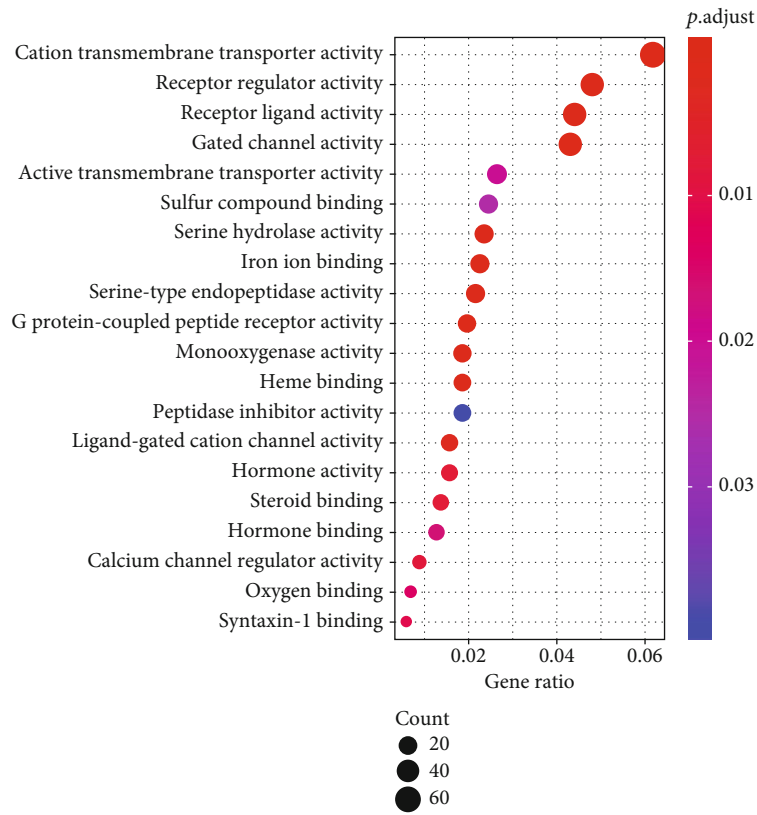 p.adjust
Cation transmembrane transporter activity
Receptor regulator activity
Receptor ligand activity
Gated channel activity
Active transmembrane transporter activity
Sulfur compound binding
Serine hydrolase activity
Iron ion binding
Serine-type endopeptidase activity
G protein-coupled peptide receptor activity
Monooxygenase activity
Heme binding
Peptidase inhibitor activity
Ligand-gated cation channel activity
Hormone activity
Steroid binding
Hormone binding
Calcium channel regulator activity
Oxygen binding
Syntaxin-1 binding
0.01
0.02
0.03
0.02 0.04 0.06
Gene ratio
Count
20
40
60